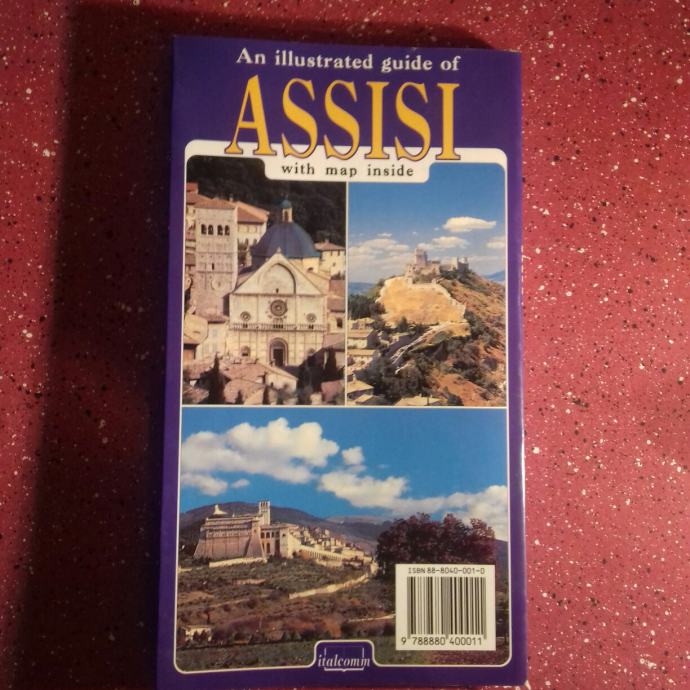 An illustrated guide of
ASSISI
with map inside
ISBN 88-8040-001-0
9 788880 400011
italcomm